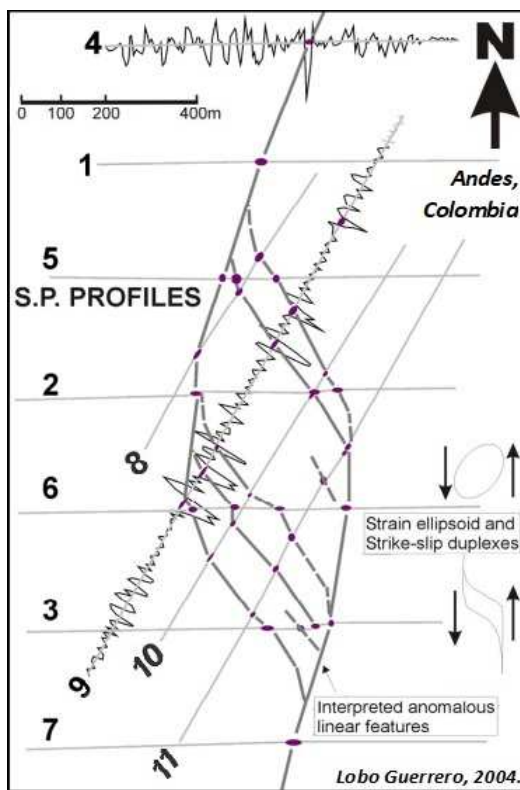 4
N
0 100 200 400m
1
Andes,
Colombia
5
S.P. PROFILES
2
8
6
Strain ellipsoid and
Strike-slip duplexes
3
10
9
Interpreted anomalous
linear features
7
11
Lobo Guerrero, 2004.